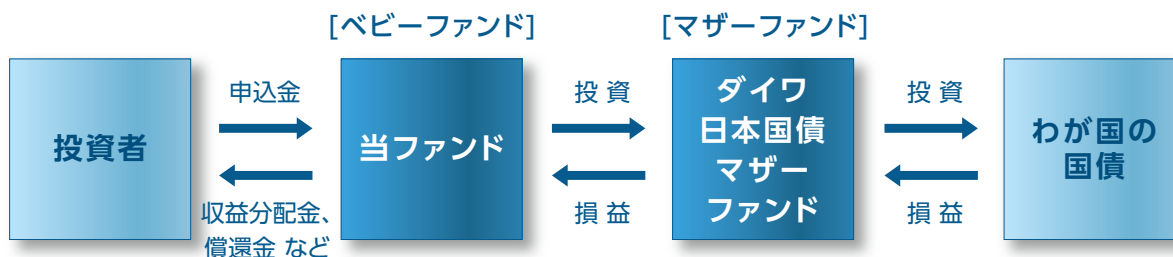 [ベビーファンド]
[マザーファンド]
投資者
申込金
収益分配金、
償還金 など
当ファンド
投 資
損 益
ダイワ
日本国債
マザー
ファンド
投 資
損 益
わが国の
国債